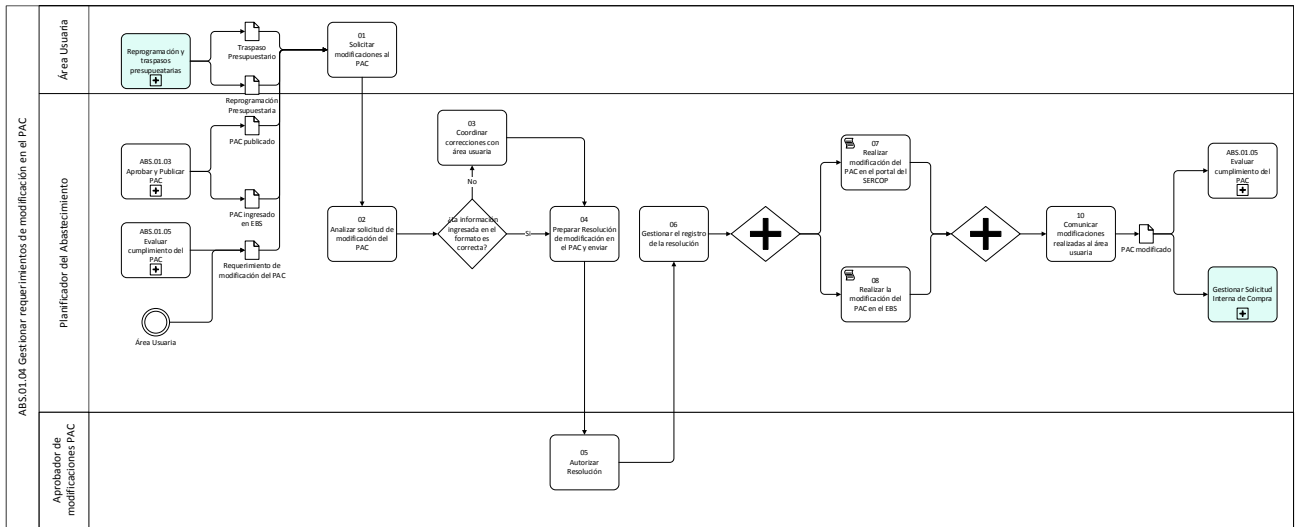 ABS.01.04 Gestionar requerimientos de modificación en el PAC
Área Usuaria
Reprogramación y
traspasos
presupueatarias
Traspaso
Presupuestario
Reprogramación
Presupuestaria
01
Solicitar
modificaciones al
PAC
Planificador del Abastecimiento
ABS.01.03
Aprobar y Publicar
PAC
PAC publicado
PAC ingresado
en EBS
ABS.01.05
Evaluar
cumplimiento del
PAC
Requerimiento de
modificación del PAC
Área Usuaria
02
Analizar solicitud de
modificación del
PAC
03
Coordinar
correcciones con
área usuaria
No
¿La información
ingresada en el
formato es
correcta?
Si
04
Preparar Resolución
de modificación en
el PAC y enviar
06
Gestionar el registro
de la resolución
07
Realizar
modificación del
PAC en el portal del
SERCOP
08
Realizar la
modificación del
PAC en el EBS
10
Comunicar
modificaciones
realizadas al área
usuaria
PAC modificado
ABS.01.05
Evaluar
cumplimiento del
PAC
Gestionar Solicitud
Interna de Compra
Aprobador de
modificaciones PAC
05
Autorizar
Resolución